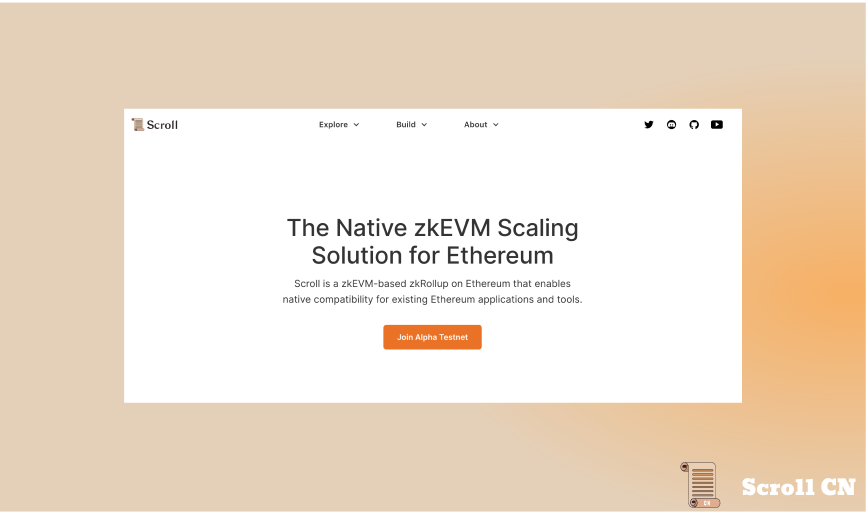 Scroll
Explore
Build
About
The Native zkEVM Scaling
Solution for Ethereum
Scroll is a zkEVM-based zkRollup on Ethereum that enables
native compatibility for existing Ethereum applications and tools.
Join Alpha Testnet
CN
Scroll CN